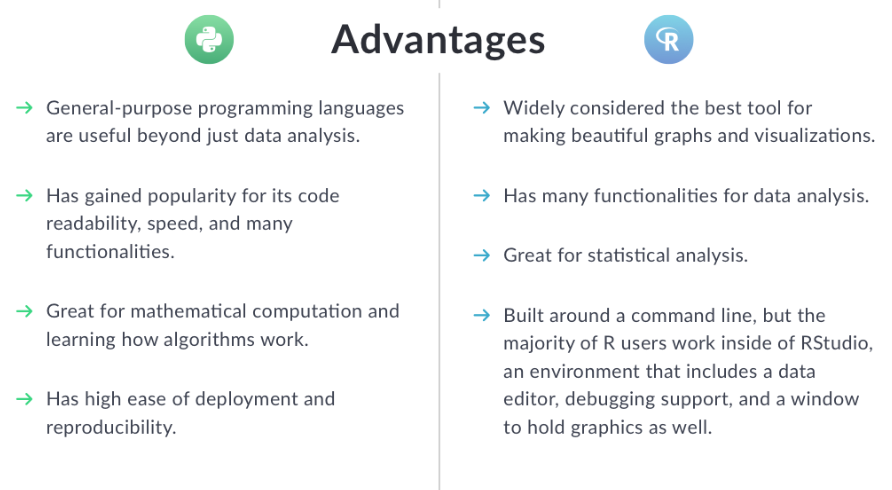 Advantages
R
→ General-purpose programming languages
are useful beyond just data analysis.
→ Has gained popularity for its code
readability, speed, and many
functionalities.
→ Great for mathematical computation and
learning how algorithms work.
→ Has high ease of deployment and
reproducibility.
→ Widely considered the best tool for
making beautiful graphs and visualizations.
→ Has many functionalities for data analysis.
→ Great for statistical analysis.
→ Built around a command line, but the
majority of R users work inside of RStudio,
an environment that includes a data
editor, debugging support, and a window
to hold graphics as well.